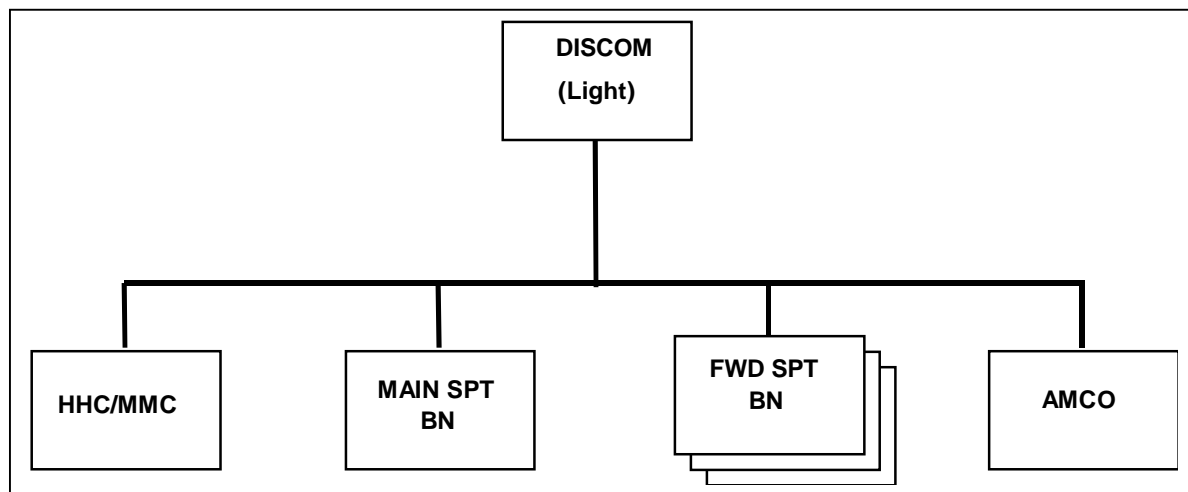 DISCOM
(Light)
HHC/MMC
MAIN SPT
BN
FWD SPT
BN
AMCO